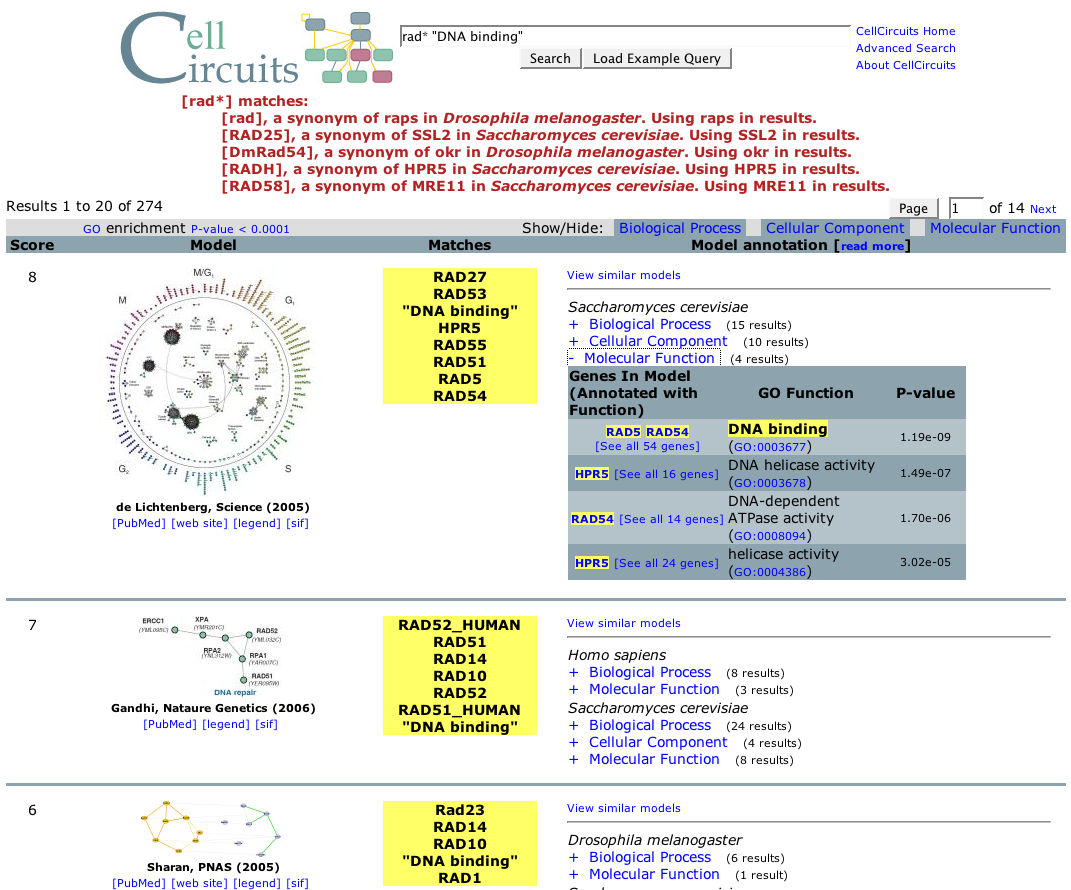 Cell
Circuits
rad* "DNA binding"
Search
Load Example Query
CellCircuits Home
Advanced Search
About CellCircuits
[rad*] matches:
[rad], a synonym of raps in Drosophila melanogaster. Using raps in results.
[RAD25], a synonym of SSL2 in Saccharomyces cerevisiae. Using SSL2 in results.
[DmRad54], a synonym of okr in Drosophila melanogaster. Using okr in results.
[RADH], a synonym of HPR5 in Saccharomyces cerevisiae. Using HPR5 in results.
[RAD58], a synonym of MRE11 in Saccharomyces cerevisiae. Using MRE11 in results.
Results 1 to 20 of 274
Page 1 of 14 Next
GO enrichment P-value < 0.0001
Show/Hide: Biological Process Cellular Component Molecular Function
Score Model Matches Model annotation [read more]
8
M/G1
M
G1
G2
S
de Lichtenberg, Science (2005)
[PubMed] [web site] [legend] [sif]
RAD27
RAD53
"DNA binding"
HPR5
RAD55
RAD51
RAD5
RAD54
View similar models
Saccharomyces cerevisiae
+ Biological Process (15 results)
+ Cellular Component (10 results)
- Molecular Function (4 results)
Genes In Model
(Annotated with
Function)
GO Function
P-value
RAD5 RAD54
[See all 54 genes]
DNA binding
(GO:0003677)
1.19e-09
HPR5 [See all 16 genes]
DNA helicase activity
(GO:0003678)
1.49e-07
RAD54 [See all 14 genes]
DNA-dependent
ATPase activity
(GO:0008094)
1.70e-06
HPR5 [See all 24 genes]
helicase activity
(GO:0004386)
3.02e-05
7
ERCC1
(YML095C)
XPA
(YMR201C)
RAD52
(YML032C)
RPA2
(YNL312W)
RPA1
(YAR007C)
RAD51
(YER095W)
DNA repair
Gandhi, Nataure Genetics (2006)
[PubMed] [legend] [sif]
RAD52_HUMAN
RAD51
RAD14
RAD10
RAD52
RAD51_HUMAN
"DNA binding"
View similar models
Homo sapiens
+ Biological Process (8 results)
+ Molecular Function (3 results)
Saccharomyces cerevisiae
+ Biological Process (24 results)
+ Cellular Component (4 results)
+ Molecular Function (8 results)
6
Sharan, PNAS (2005)
[PubMed] [web site] [legend] [sif]
Rad23
RAD14
RAD10
"DNA binding"
RAD1
View similar models
Drosophila melanogaster
+ Biological Process (6 results)
+ Molecular Function (1 result)